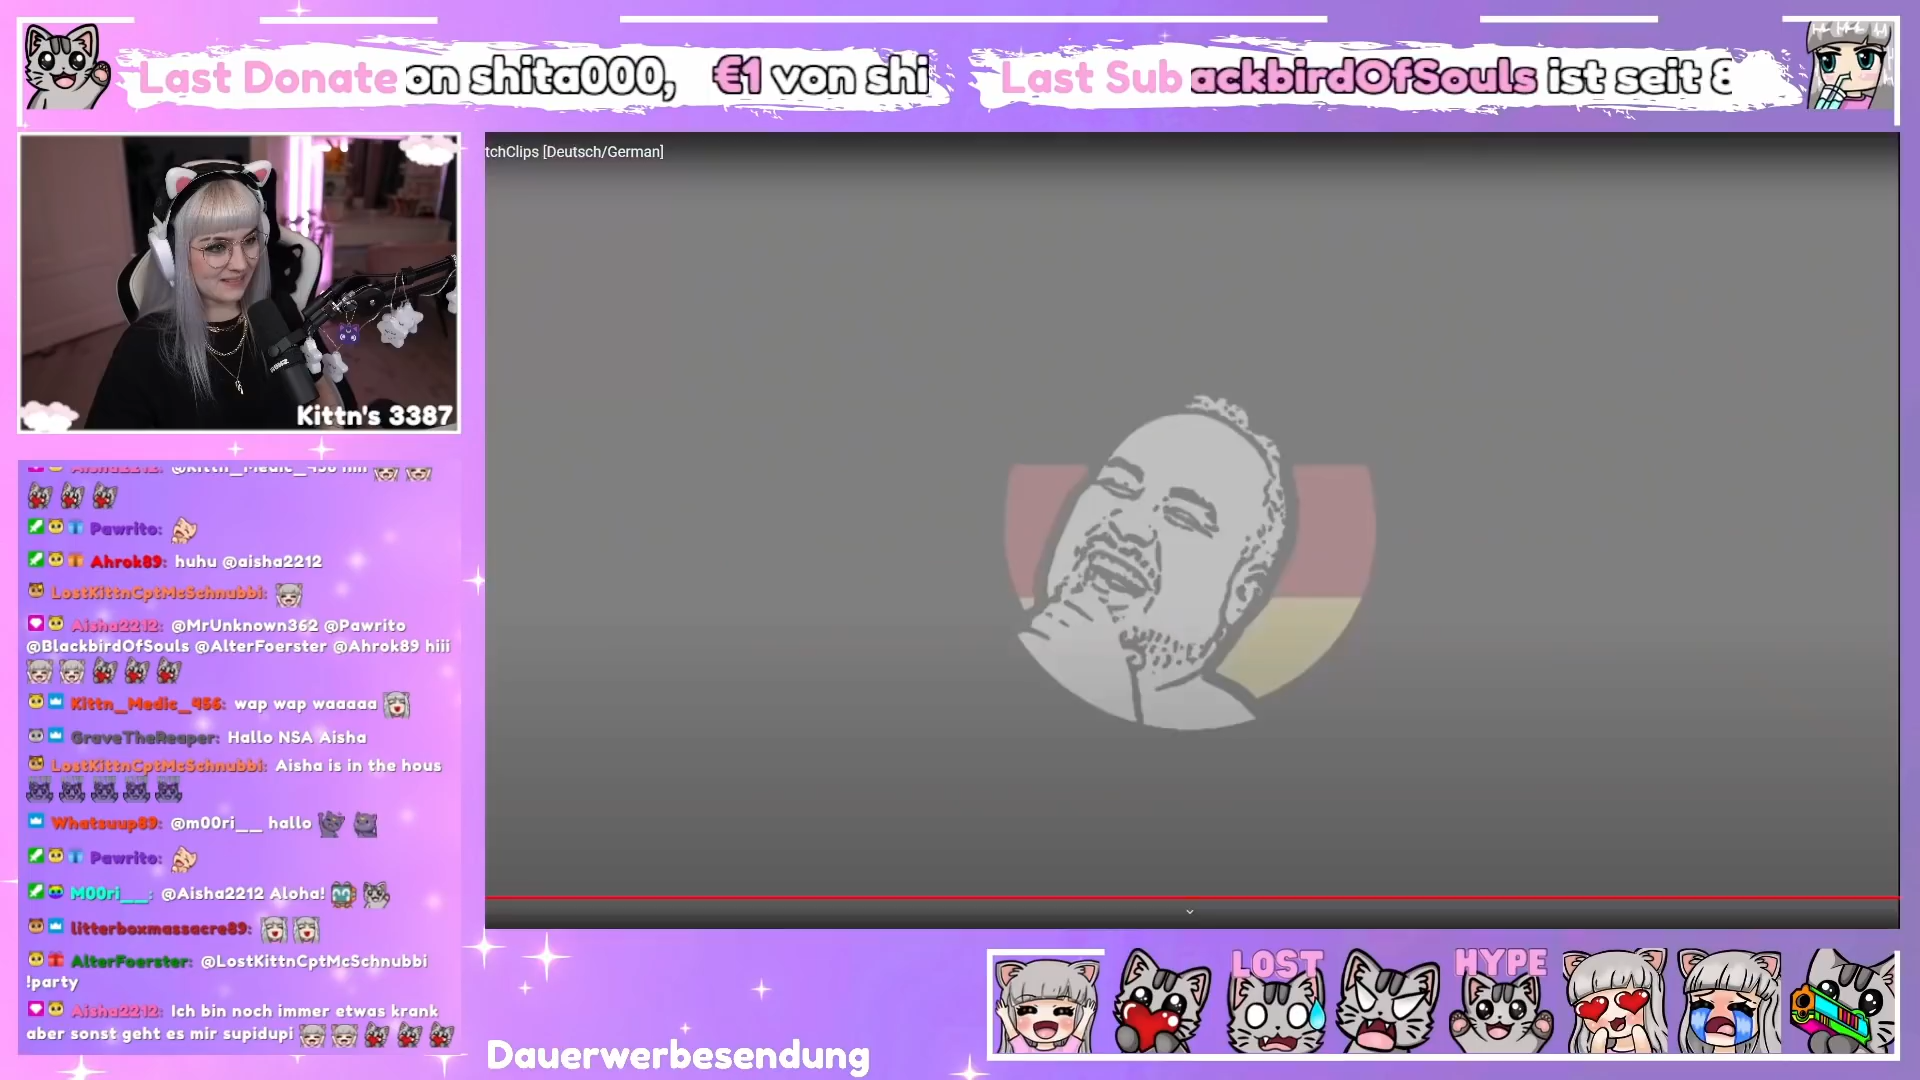 Last Donate on shita000, €1 von shi
Last Sub ackbirdOfSouls ist seit 8
tchClips [Deutsch/German]
Kittn's 3387
Aisha2212: @Kittn_Medic_456 hiii
Pawrito:
Ahrok89: huhu @aisha2212
LostKittnCptMcSchnubbi:
Aisha2212: @MrUnknown362 @Pawrito
@BlackbirdOfSouls @AlterFoerster @Ahrok89 hiii
Kittn_Medic_456: wap wap waaaaa
GraveTheReaper: Hallo NSA Aisha
LostKittnCptMcSchnubbi: Aisha is in the hous
Whatsuup89: @m00ri__ hallo
Pawrito:
M00ri__: @Aisha2212 Aloha!
litterboxmassacre89:
AlterFoerster: @LostKittnCptMcSchnubbi
!party
Aisha2212: Ich bin noch immer etwas krank
aber sonst geht es mir supidupi
LOST
HYPE
Dauerwerbesendung